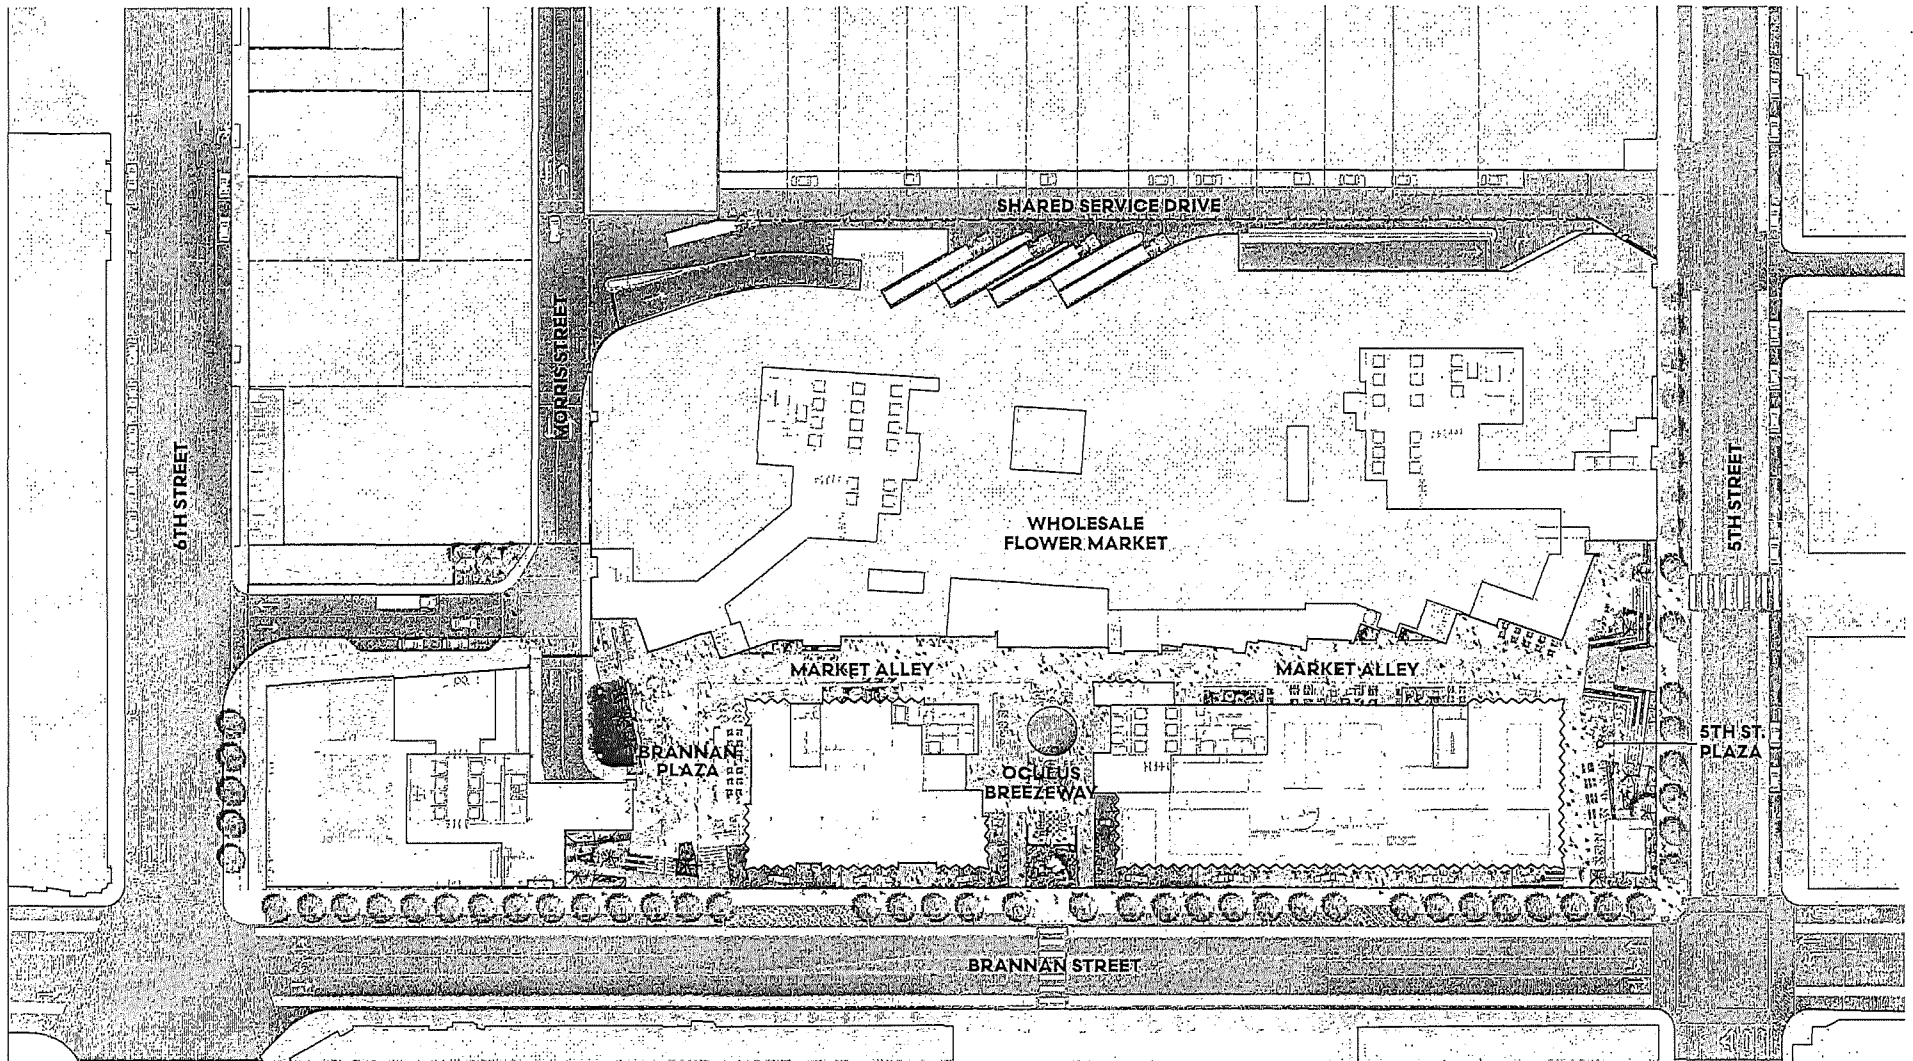 SHARED SERVICE DRIVE
MORRIS STREET
6TH STREET
5TH STREET
WHOLESALE
FLOWER MARKET
MARKET ALLEY
MARKET ALLEY
BRANNAN
PLAZA
5TH ST.
PLAZA
OCULUS
BREEZEWAY
BRANNAN STREET